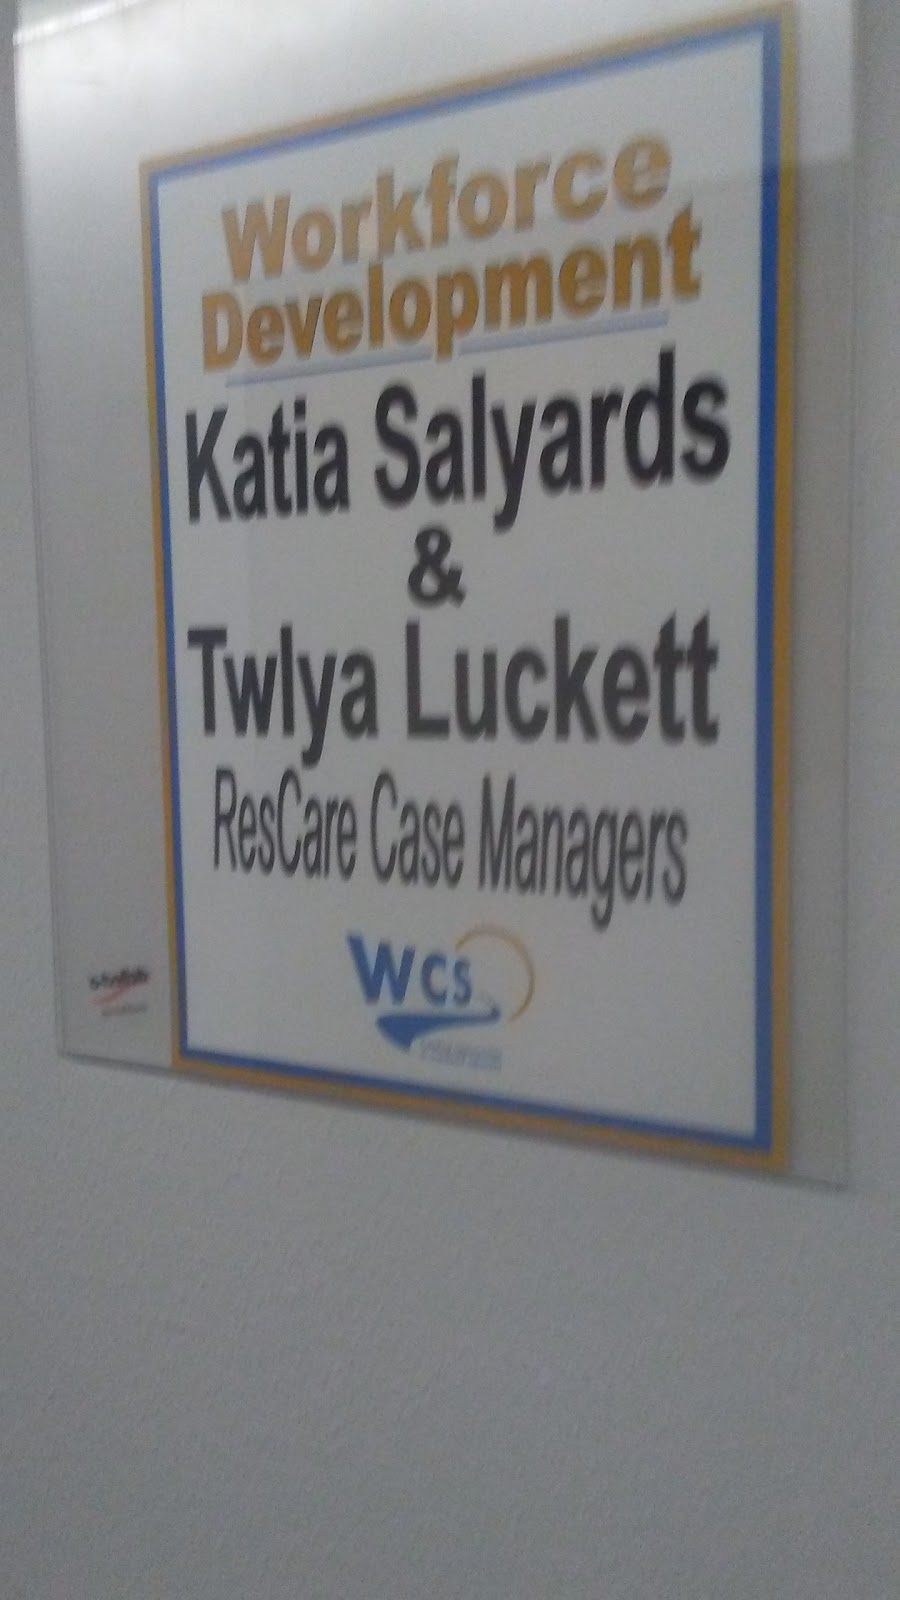 Workforce
Development
Katia Salyards
&
Twlya Luckett
ResCare Case Managers
WCS